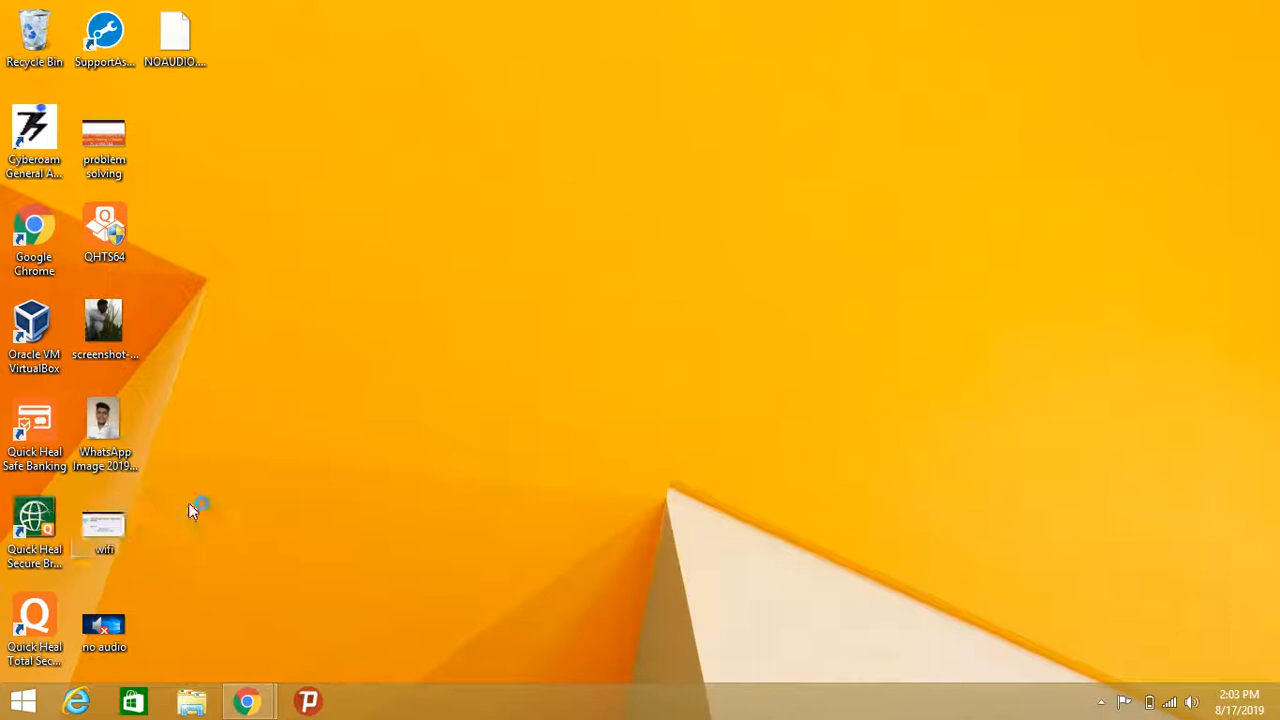 Recycle Bin
SupportAs...
NOAUDIO....
Cyberoam
General A...
problem
solving
Google
Chrome
QHTS64
Oracle VM
VirtualBox
screenshot-...
Quick Heal
Safe Banking
WhatsApp
Image 2019...
Quick Heal
Secure Br...
wifi
Quick Heal
Total Sec...
no audio
2:03 PM
8/17/2019